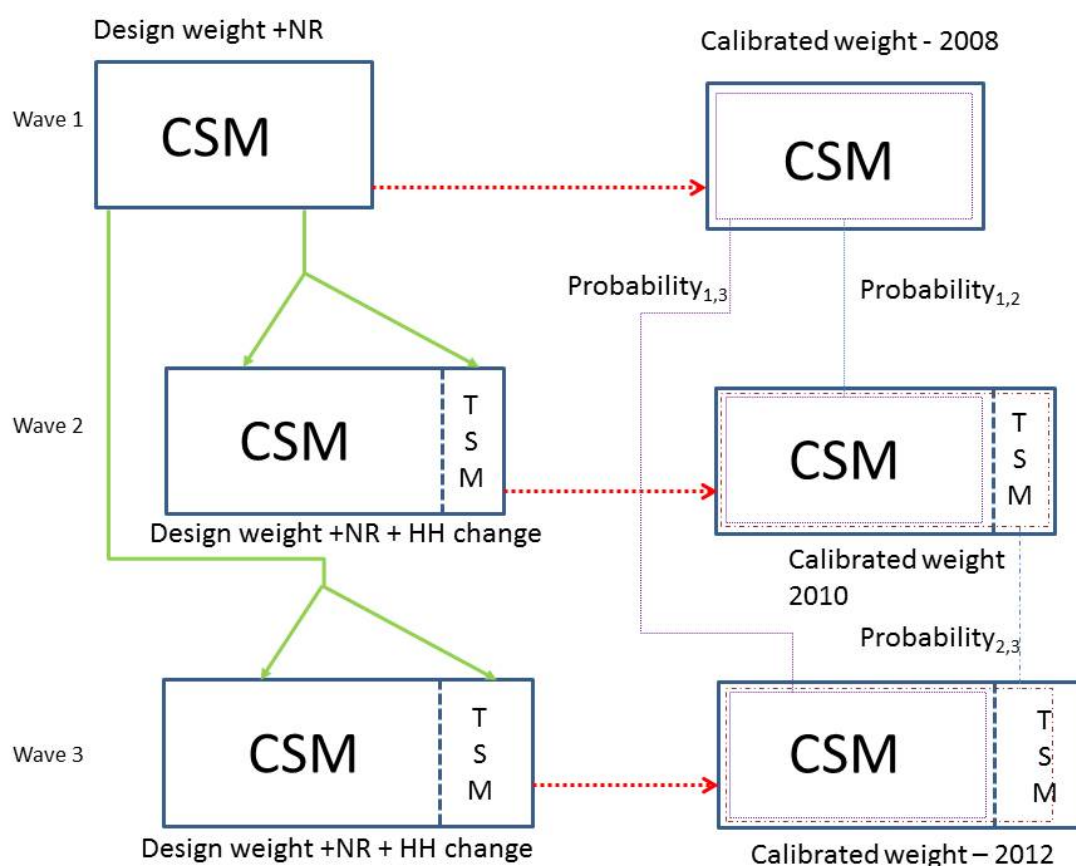 Design weight +NR
Calibrated weight - 2008
Wave 1
CSM
CSM
Probability1,3
Probability1,2
Wave 2
CSM
T
S
M
CSM
T
S
M
Design weight +NR + HH change
Calibrated weight
2010
Probability2,3
Wave 3
CSM
T
S
M
CSM
T
S
M
Design weight +NR + HH change
Calibrated weight – 2012